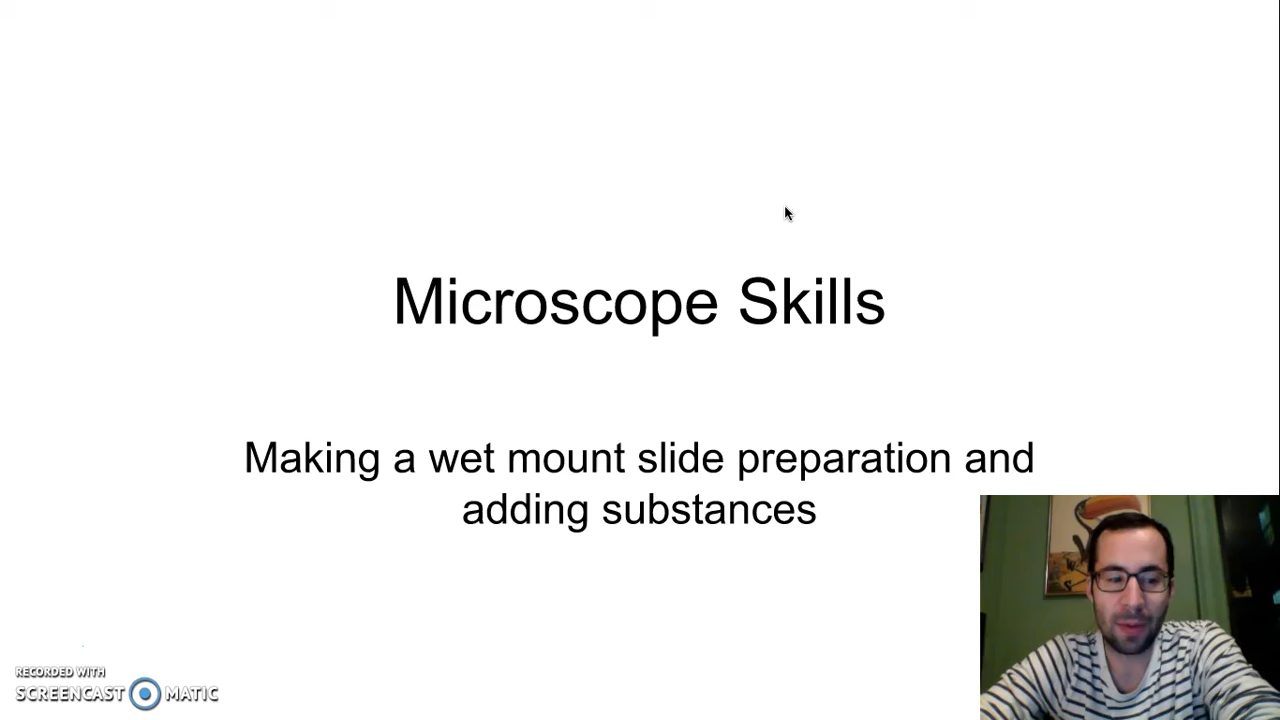 Microscope Skills
Making a wet mount slide preparation and
adding substances
RECORDED WITH
SCREENCAST MATIC